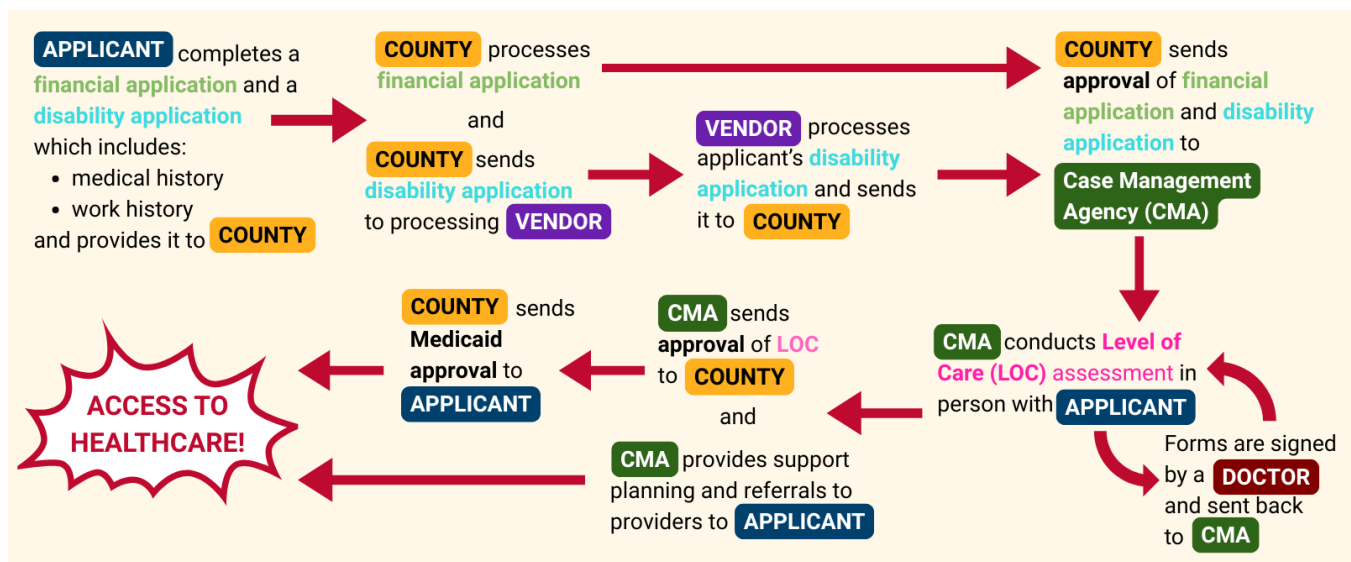 APPLICANT completes a
financial application and a
disability application
which includes:
• medical history
• work history
and provides it to COUNTY
COUNTY processes
financial application
and
COUNTY sends
disability application
to processing VENDOR
VENDOR processes
applicant's disability
application and sends
it to COUNTY
COUNTY sends
approval of financial
application and disability
application to
Case Management
Agency (CMA)
CMA conducts Level of
Care (LOC) assessment in
person with APPLICANT
Forms are signed
by a DOCTOR
and sent back
to CMA
CMA sends
approval of LOC
to COUNTY
and
CMA provides support
planning and referrals to
providers to APPLICANT
COUNTY sends
Medicaid
approval to
APPLICANT
ACCESS TO
HEALTHCARE!